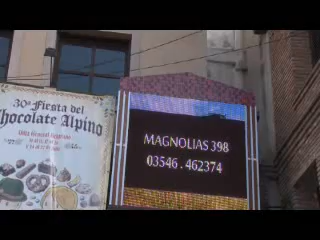 30ª Fiesta del
Chocolate Alpino
MAGNOLIAS 398
03546 . 462374